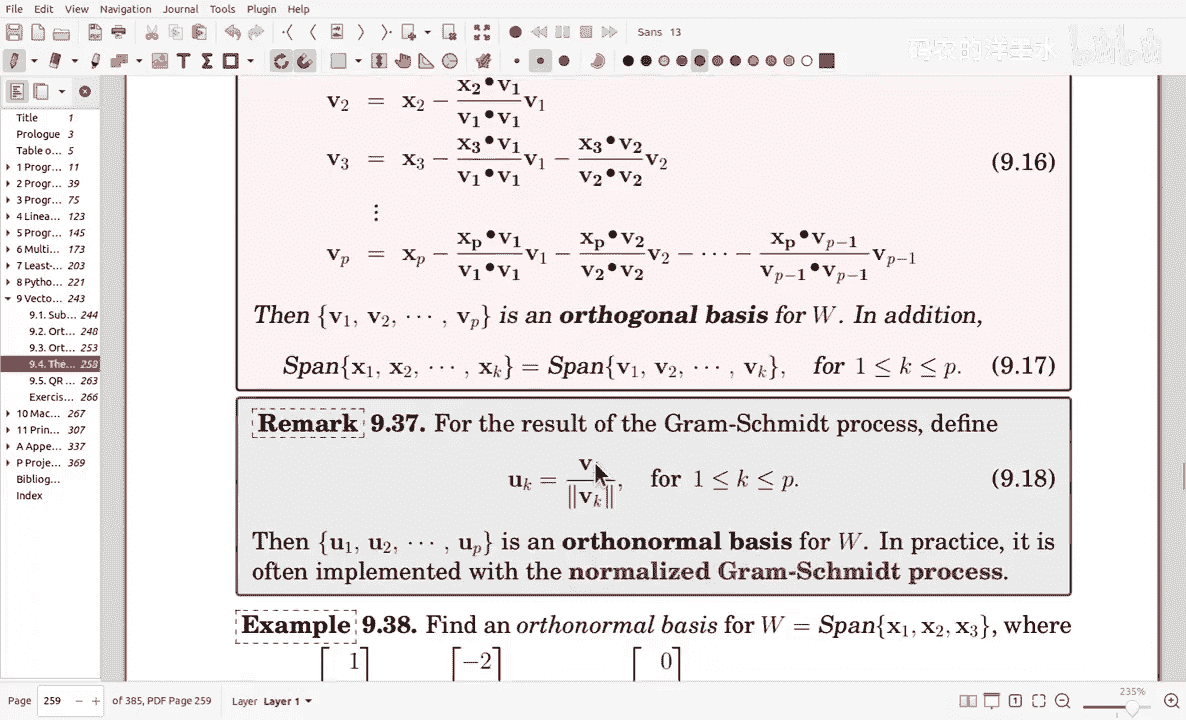 File Edit View Navigation Journal Tools Plugin Help
Sans 13
码农的洋墨水 bilibili
Title 1
Prologue 3
Table o... 5
1 Progr... 11
2 Progr... 39
3 Progr... 75
4 Linea... 123
5 Progr... 145
6 Multi... 173
7 Least-... 203
8 Pytho... 221
9 Vecto... 243
9.1. Sub... 244
9.2. Ort... 248
9.3. Ort... 253
9.4. The... 258
9.5. QR ... 263
Exercis... 266
10 Mac... 267
11 Prin... 307
A Appe... 337
P Proje... 369
Bibliog...
Index
v₂ = x₂ − (x₂•v₁)/(v₁•v₁) v₁
v₃ = x₃ − (x₃•v₁)/(v₁•v₁) v₁ − (x₃•v₂)/(v₂•v₂) v₂ (9.16)
⋮
vₚ = xₚ − (xₚ•v₁)/(v₁•v₁) v₁ − (xₚ•v₂)/(v₂•v₂) v₂ − ⋯ − (xₚ•vₚ₋₁)/(vₚ₋₁•vₚ₋₁) vₚ₋₁
Then {v₁, v₂, ⋯ , vₚ} is an orthogonal basis for W. In addition,
Span{x₁, x₂, ⋯ , xₖ} = Span{v₁, v₂, ⋯ , vₖ}, for 1 ≤ k ≤ p. (9.17)
Remark 9.37. For the result of the Gram-Schmidt process, define
uₖ = v/‖vₖ‖, for 1 ≤ k ≤ p. (9.18)
Then {u₁, u₂, ⋯ , uₚ} is an orthonormal basis for W. In practice, it is
often implemented with the normalized Gram-Schmidt process.
Example 9.38. Find an orthonormal basis for W = Span{x₁, x₂, x₃}, where
1 −2 0
Page 259 − + of 385, PDF Page 259 Layer Layer 1 235%